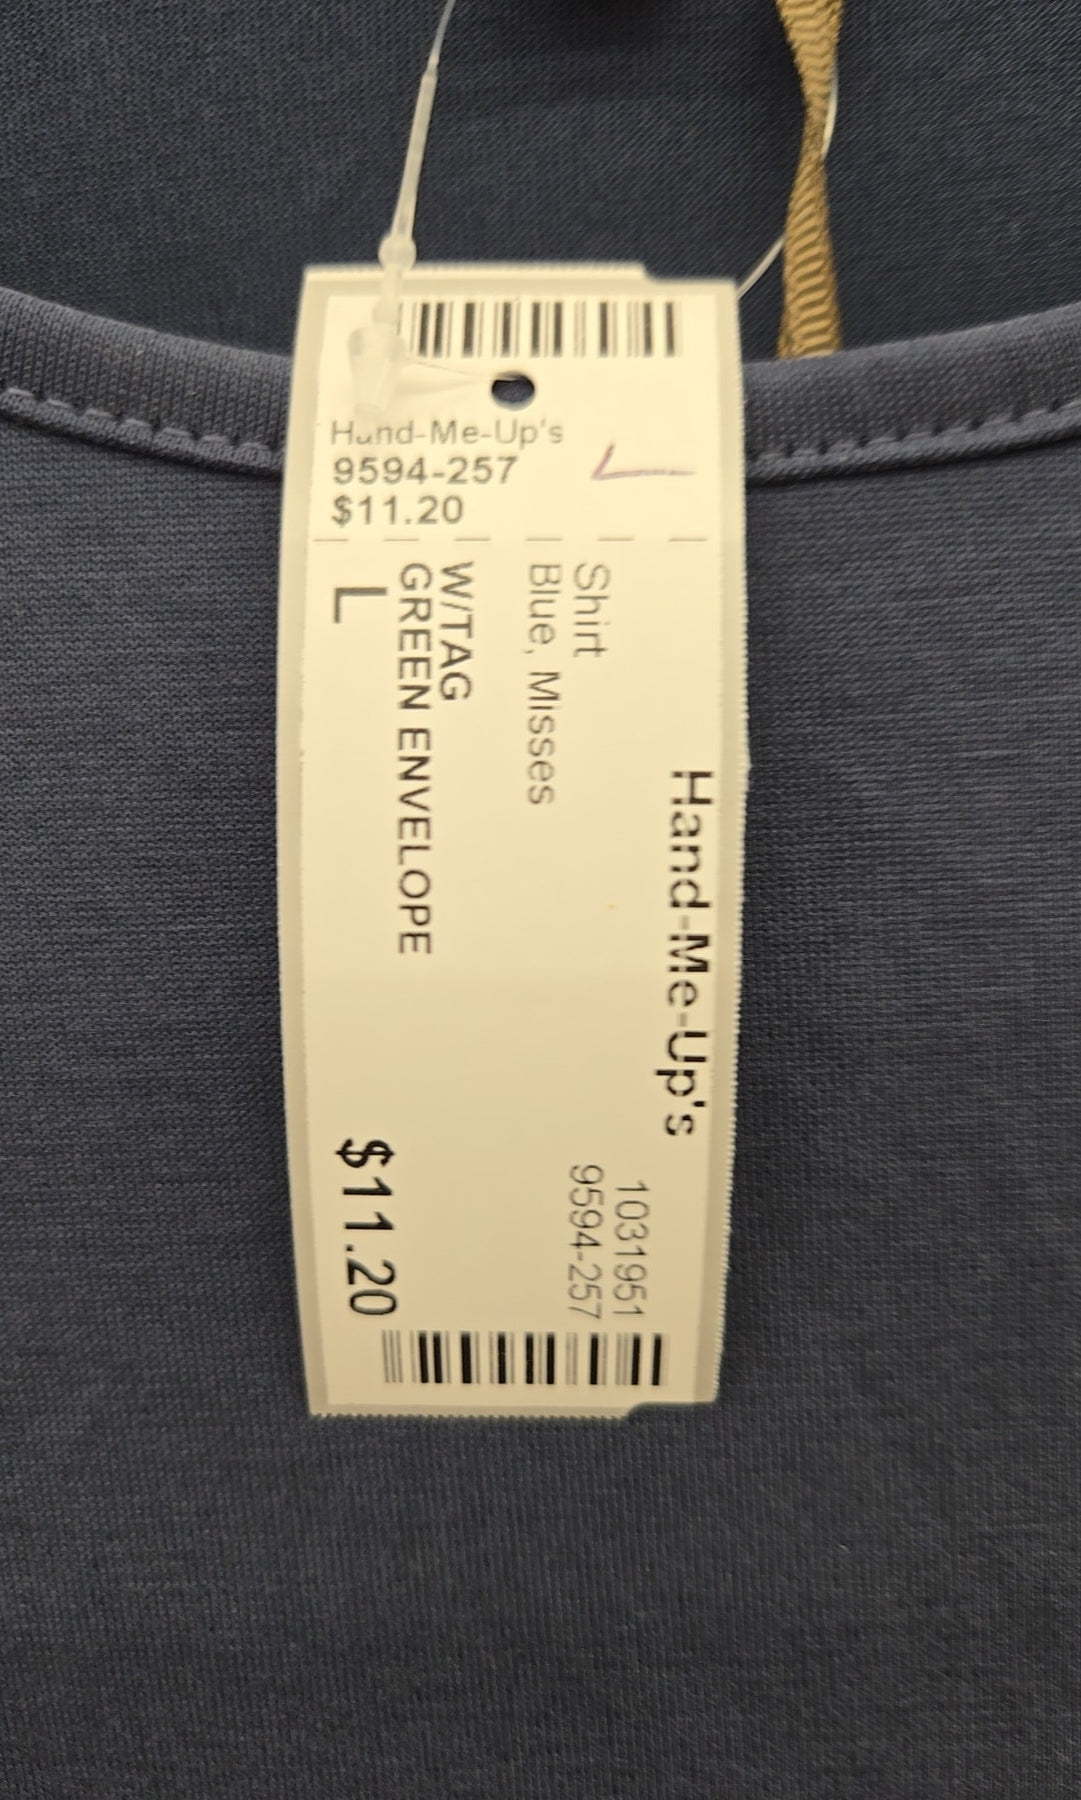 Hand-Me-Up's
9594-257
$11.20
L
Hand-Me-Up's
1031951
9594-257
Shirt
Blue, Misses
W/TAG
GREEN ENVELOPE
L
$11.20